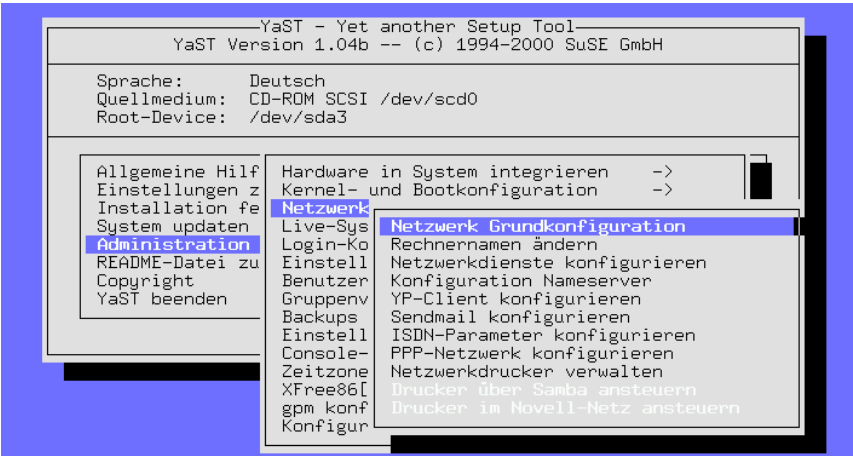 YaST - Yet another Setup Tool
YaST Version 1.04b -- (c) 1994-2000 SuSE GmbH
Sprache: Deutsch
Quellmedium: CD-ROM SCSI /dev/scd0
Root-Device: /dev/sda3
Allgemeine Hilf
Einstellungen z
Installation fe
System updaten
Administration
README-Datei zu
Copyright
YaST beenden
Hardware in System integrieren ->
Kernel- und Bootkonfiguration ->
Netzwerk
Live-Sys
Login-Ko
Einstell
Benutzer
Gruppenv
Backups
Einstell
Console-
Zeitzone
XFree86[
gpm konf
Konfigur
Netzwerk Grundkonfiguration
Rechnernamen ändern
Netzwerkdienste konfigurieren
Konfiguration Nameserver
YP-Client konfigurieren
Sendmail konfigurieren
ISDN-Parameter konfigurieren
PPP-Netzwerk konfigurieren
Netzwerkdrucker verwalten
Drucker über Samba ansteuern
Drucker im Novell-Netz ansteuern